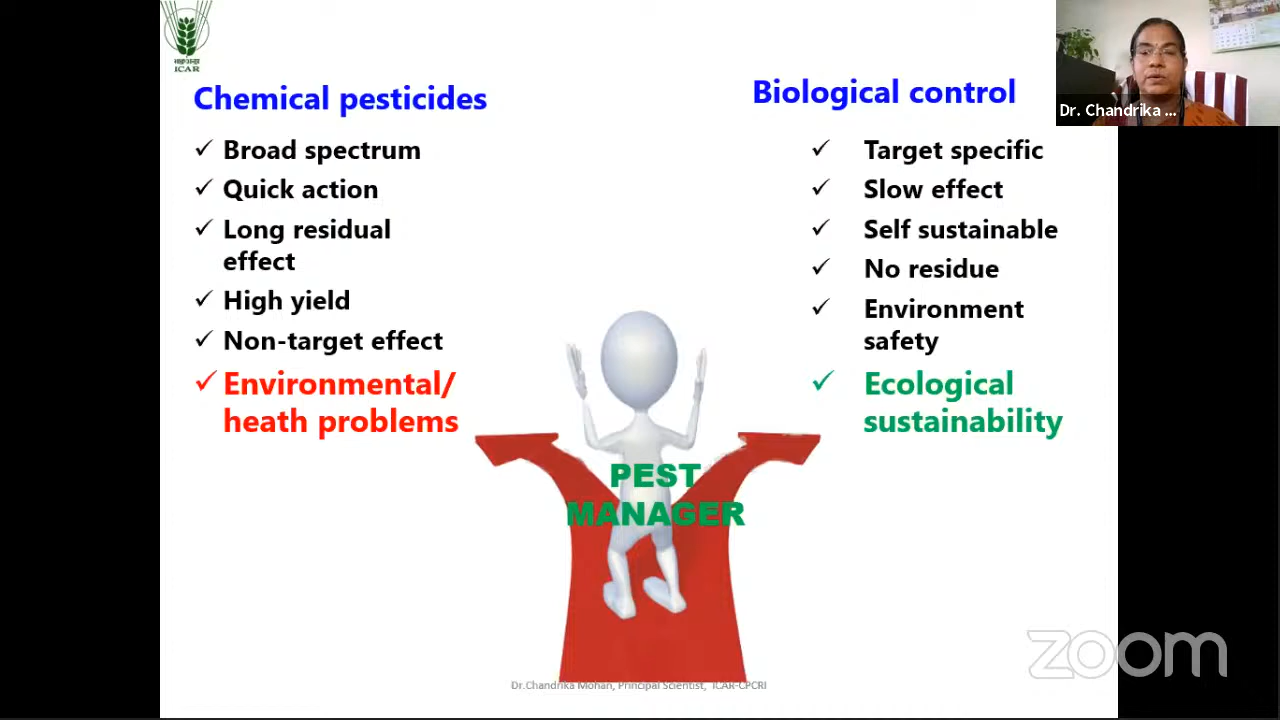 ICAR
Chemical pesticides
✓ Broad spectrum
✓ Quick action
✓ Long residual
effect
✓ High yield
✓ Non-target effect
✓ Environmental/
heath problems
Biological control
✓ Target specific
✓ Slow effect
✓ Self sustainable
✓ No residue
✓ Environment
safety
✓ Ecological
sustainability
PEST
MANAGER
Dr.Chandrika Mohan, Principal Scientist, ICAR-CPCRI
Dr. Chandrika ...
zoom